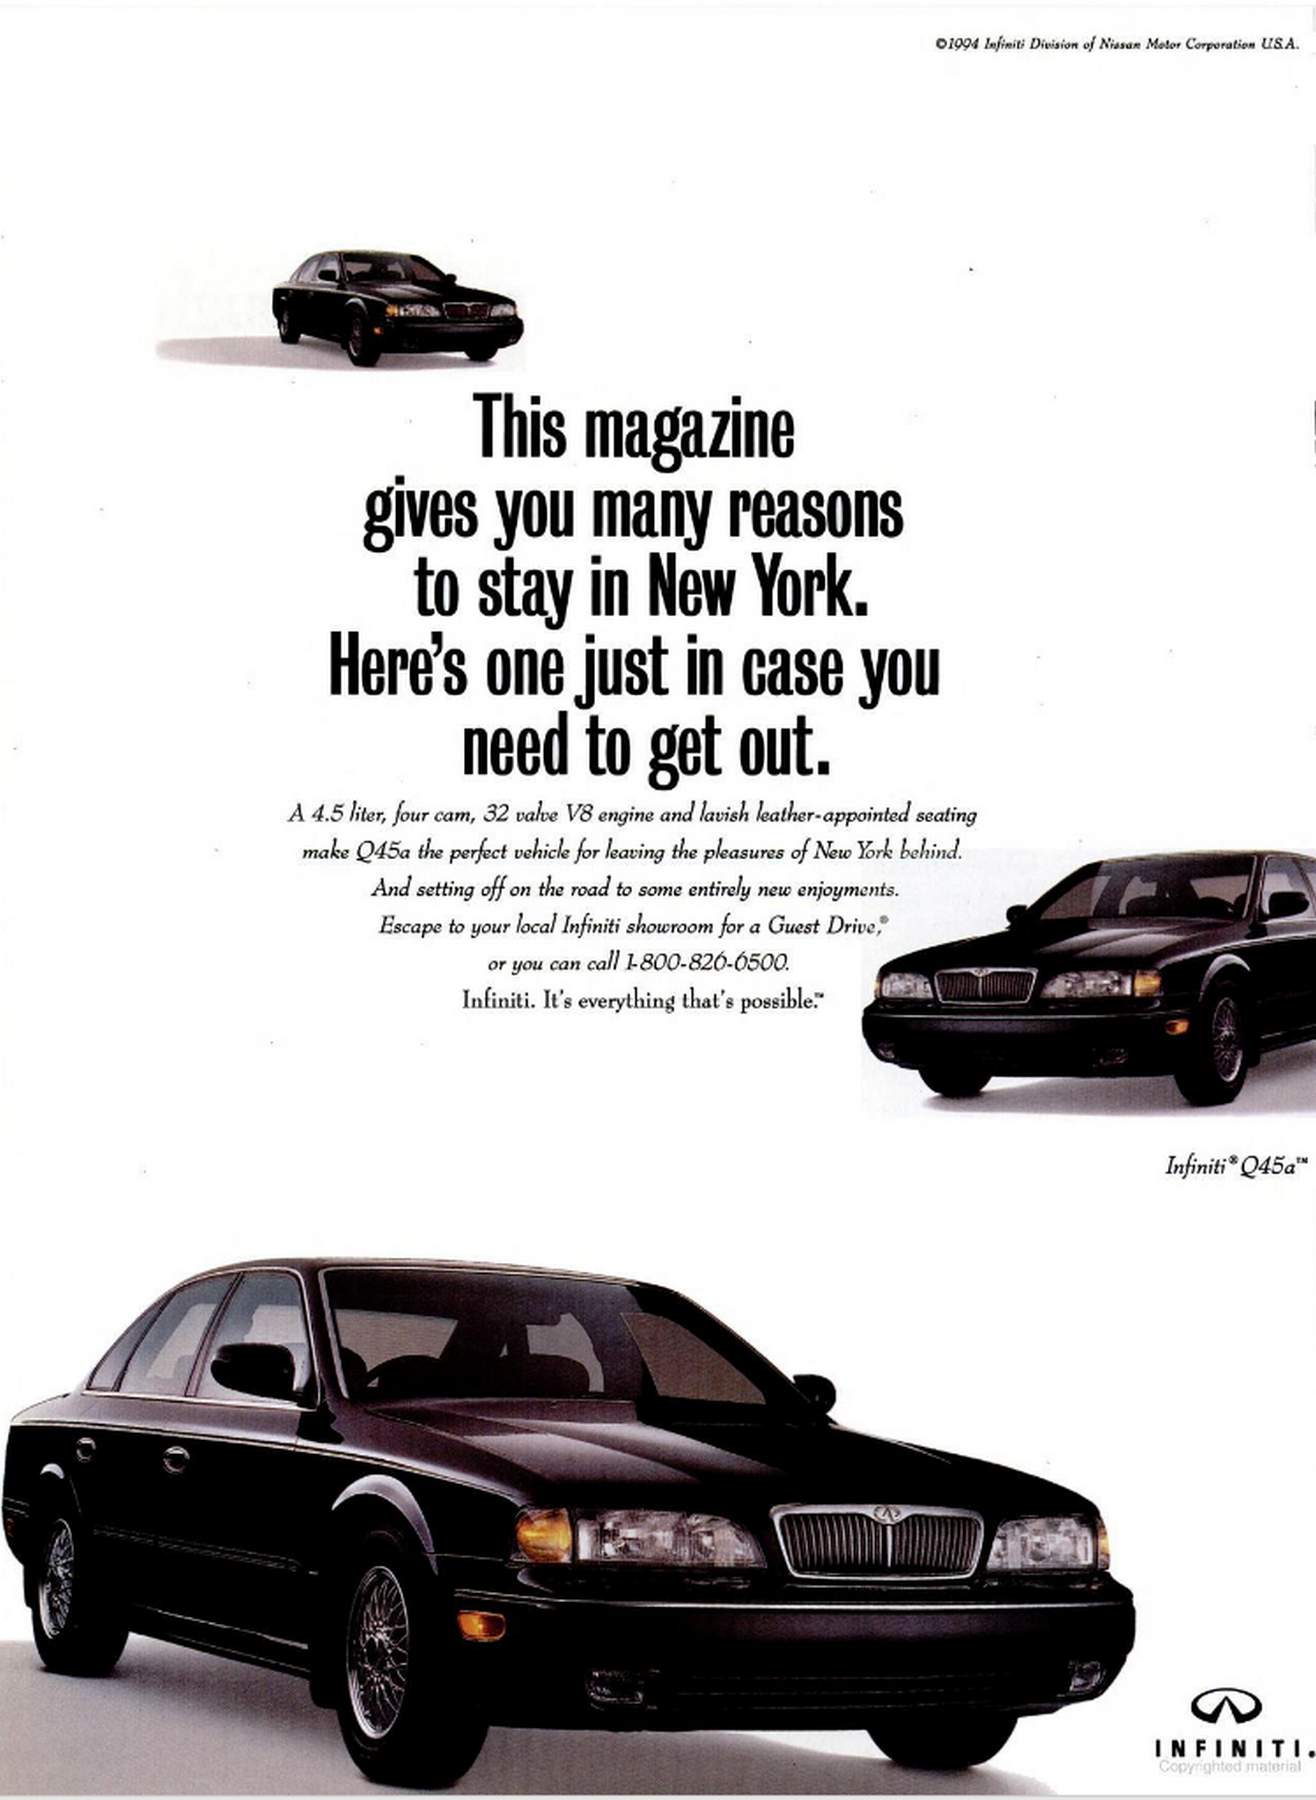 ©1994 Infiniti Division of Nissan Motor Corporation U.S.A.
This magazine
gives you many reasons
to stay in New York.
Here's one just in case you
need to get out.
A 4.5 liter, four cam, 32 valve V8 engine and lavish leather-appointed seating
make Q45a the perfect vehicle for leaving the pleasures of New York behind.
And setting off on the road to some entirely new enjoyments.
Escape to your local Infiniti showroom for a Guest Drive,®
or you can call 1-800-826-6500.
Infiniti. It's everything that's possible.™
Infiniti® Q45a™
INFINITI.
Copyrighted material